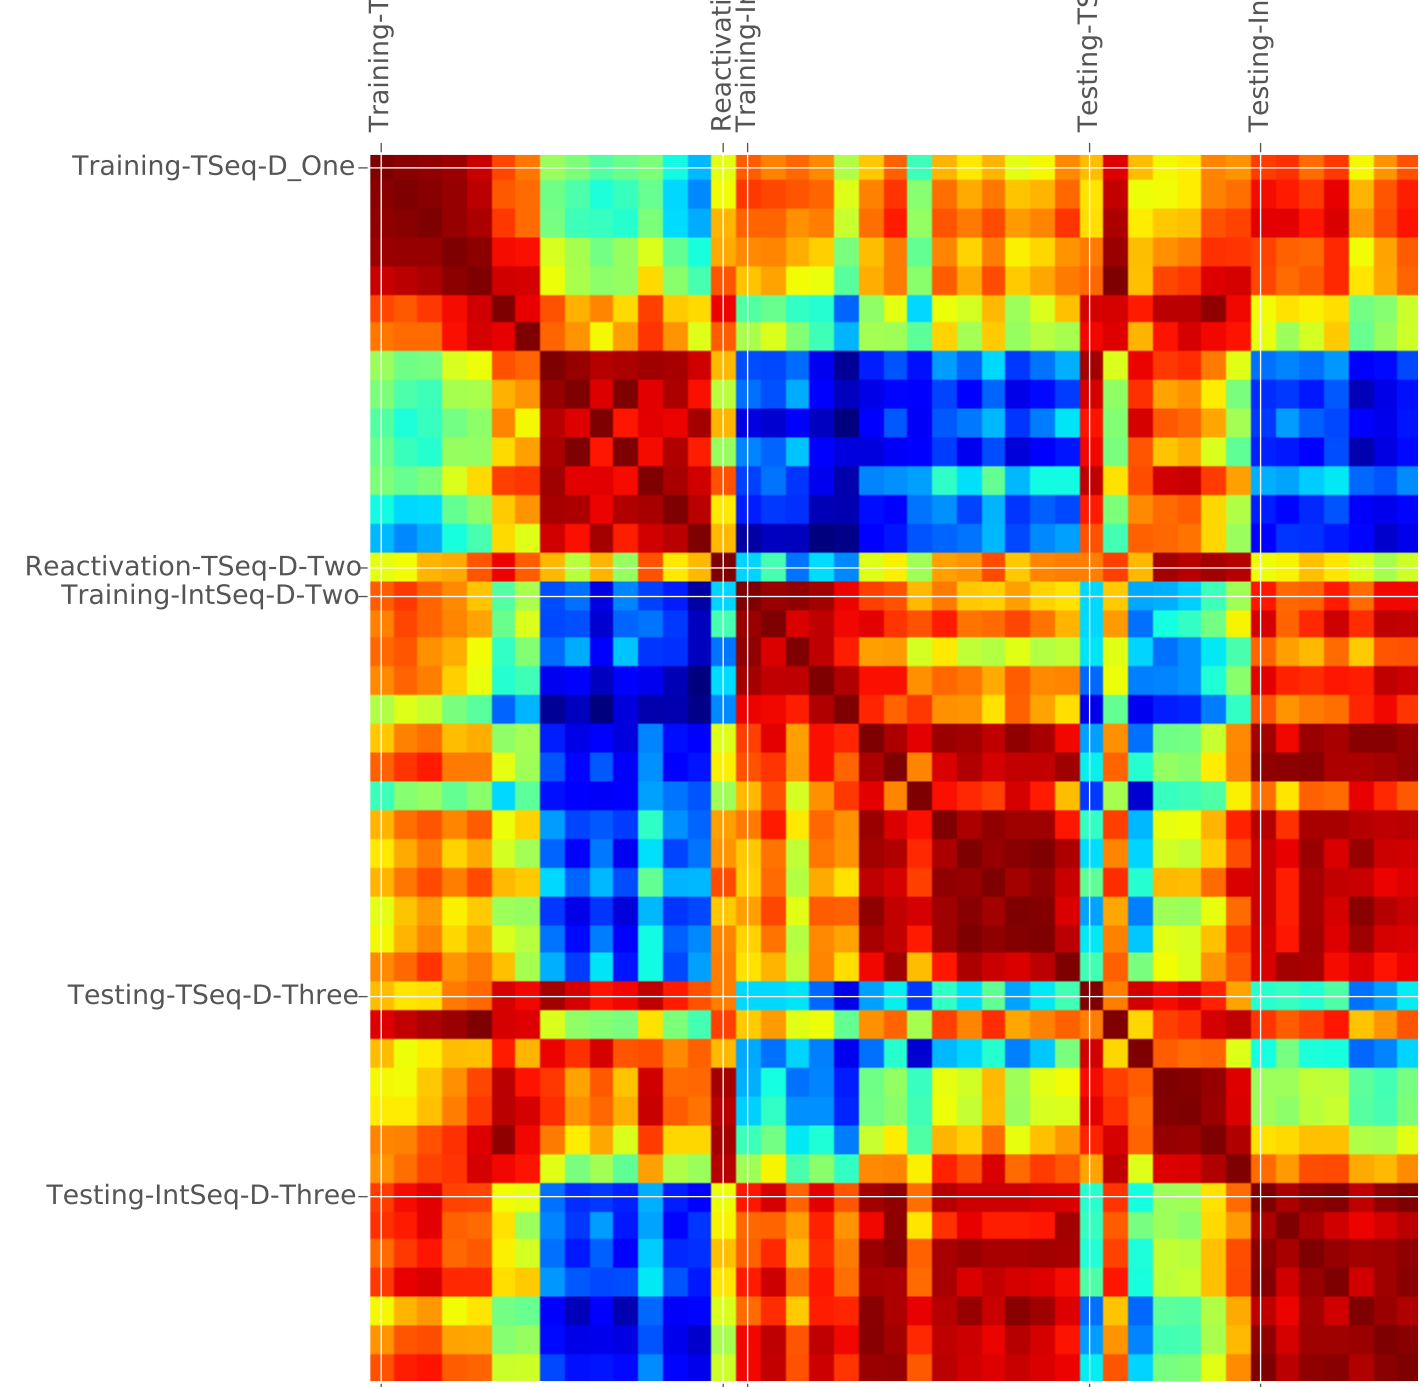 Training-T
Reactivati
Training-I
Testing-TS
Testing-In
Training-TSeq-D_One
Reactivation-TSeq-D-Two
Training-IntSeq-D-Two
Testing-TSeq-D-Three
Testing-IntSeq-D-Three